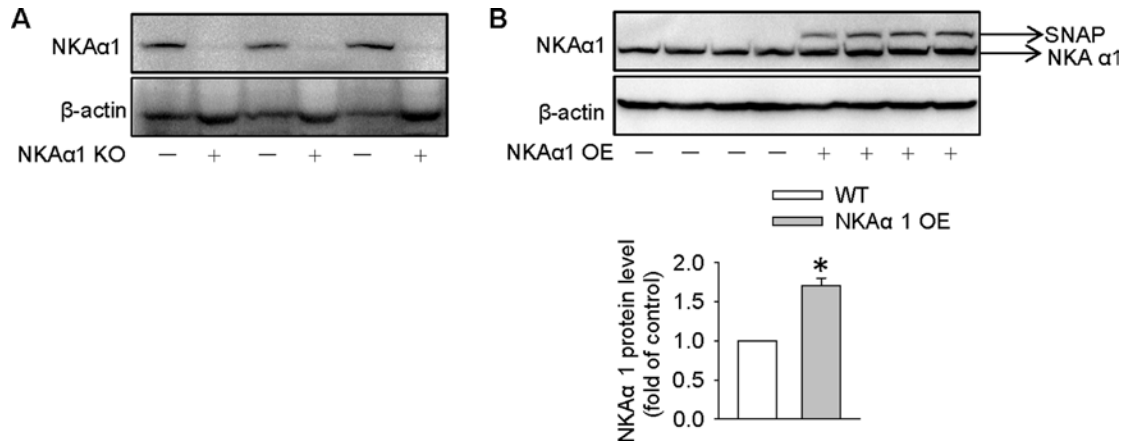 A
NKAα1
β-actin
NKAα1 KO
— + — + — +
B
NKAα1
SNAP
NKA α1
β-actin
NKAα1 OE
— — — — + + + +
WT
NKAα 1 OE
NKAα 1 protein level
(fold of control)
2.0
1.5
1.0
0.5
0.0
*